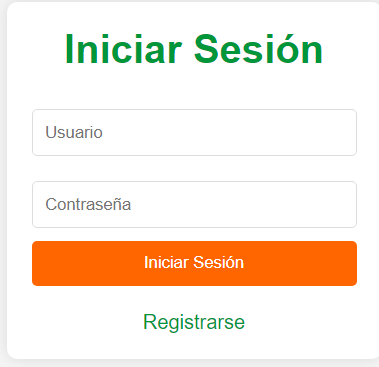 Iniciar Sesión
Usuario
Contraseña
Iniciar Sesión
Registrarse